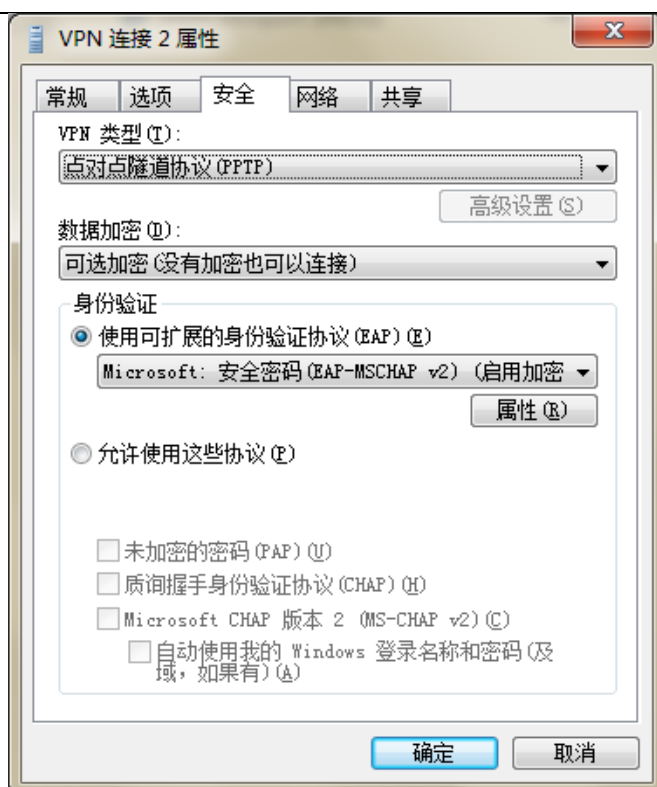 VPN 连接 2 属性
常规 选项 安全 网络 共享
VPN 类型(T):
点对点隧道协议(PPTP)
高级设置(S)
数据加密(D):
可选加密(没有加密也可以连接)
身份验证
使用可扩展的身份验证协议(EAP)(E)
Microsoft: 安全密码(EAP-MSCHAP v2) (启用加密
属性(R)
允许使用这些协议(P)
未加密的密码(PAP)(U)
质询握手身份验证协议(CHAP)(H)
Microsoft CHAP 版本 2 (MS-CHAP v2)(C)
自动使用我的 Windows 登录名称和密码(及
域，如果有)(A)
确定 取消